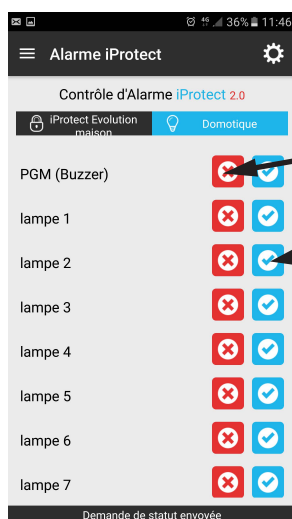 36% 11:46
Alarme iProtect
Contrôle d'Alarme iProtect 2.0
iProtect Evolution
maison
Domotique
PGM (Buzzer)
lampe 1
lampe 2
lampe 3
lampe 4
lampe 5
lampe 6
lampe 7
Demande de statut envoyée